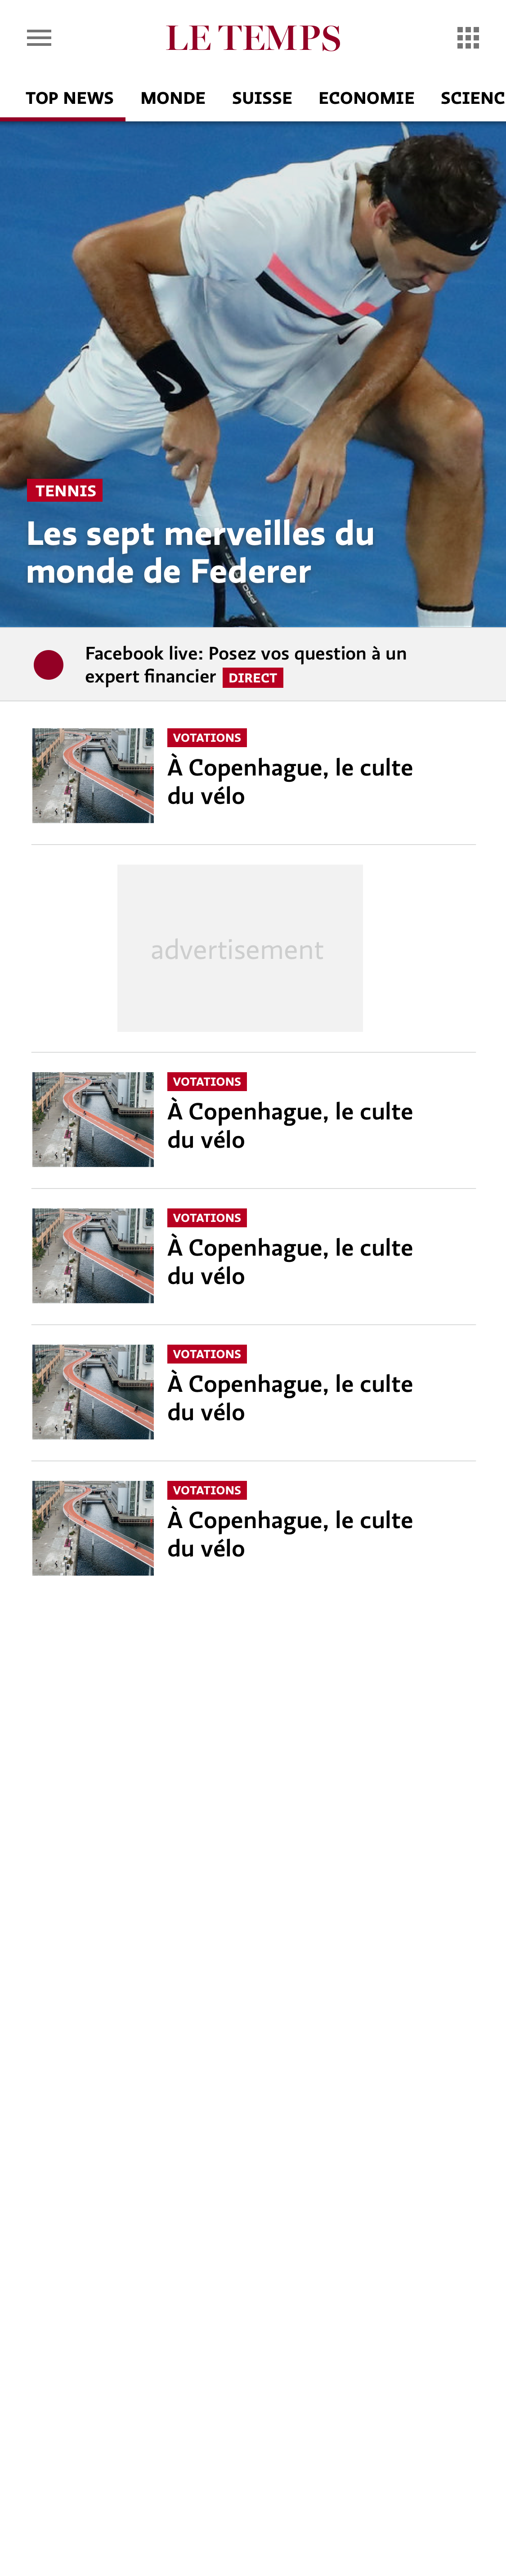 LE TEMPS
TOP NEWS MONDE SUISSE ECONOMIE SCIENC
TENNIS
Les sept merveilles du
monde de Federer
Facebook live: Posez vos question à un
expert financier DIRECT
VOTATIONS
À Copenhague, le culte
du vélo
advertisement
VOTATIONS
À Copenhague, le culte
du vélo
VOTATIONS
À Copenhague, le culte
du vélo
VOTATIONS
À Copenhague, le culte
du vélo
VOTATIONS
À Copenhague, le culte
du vélo